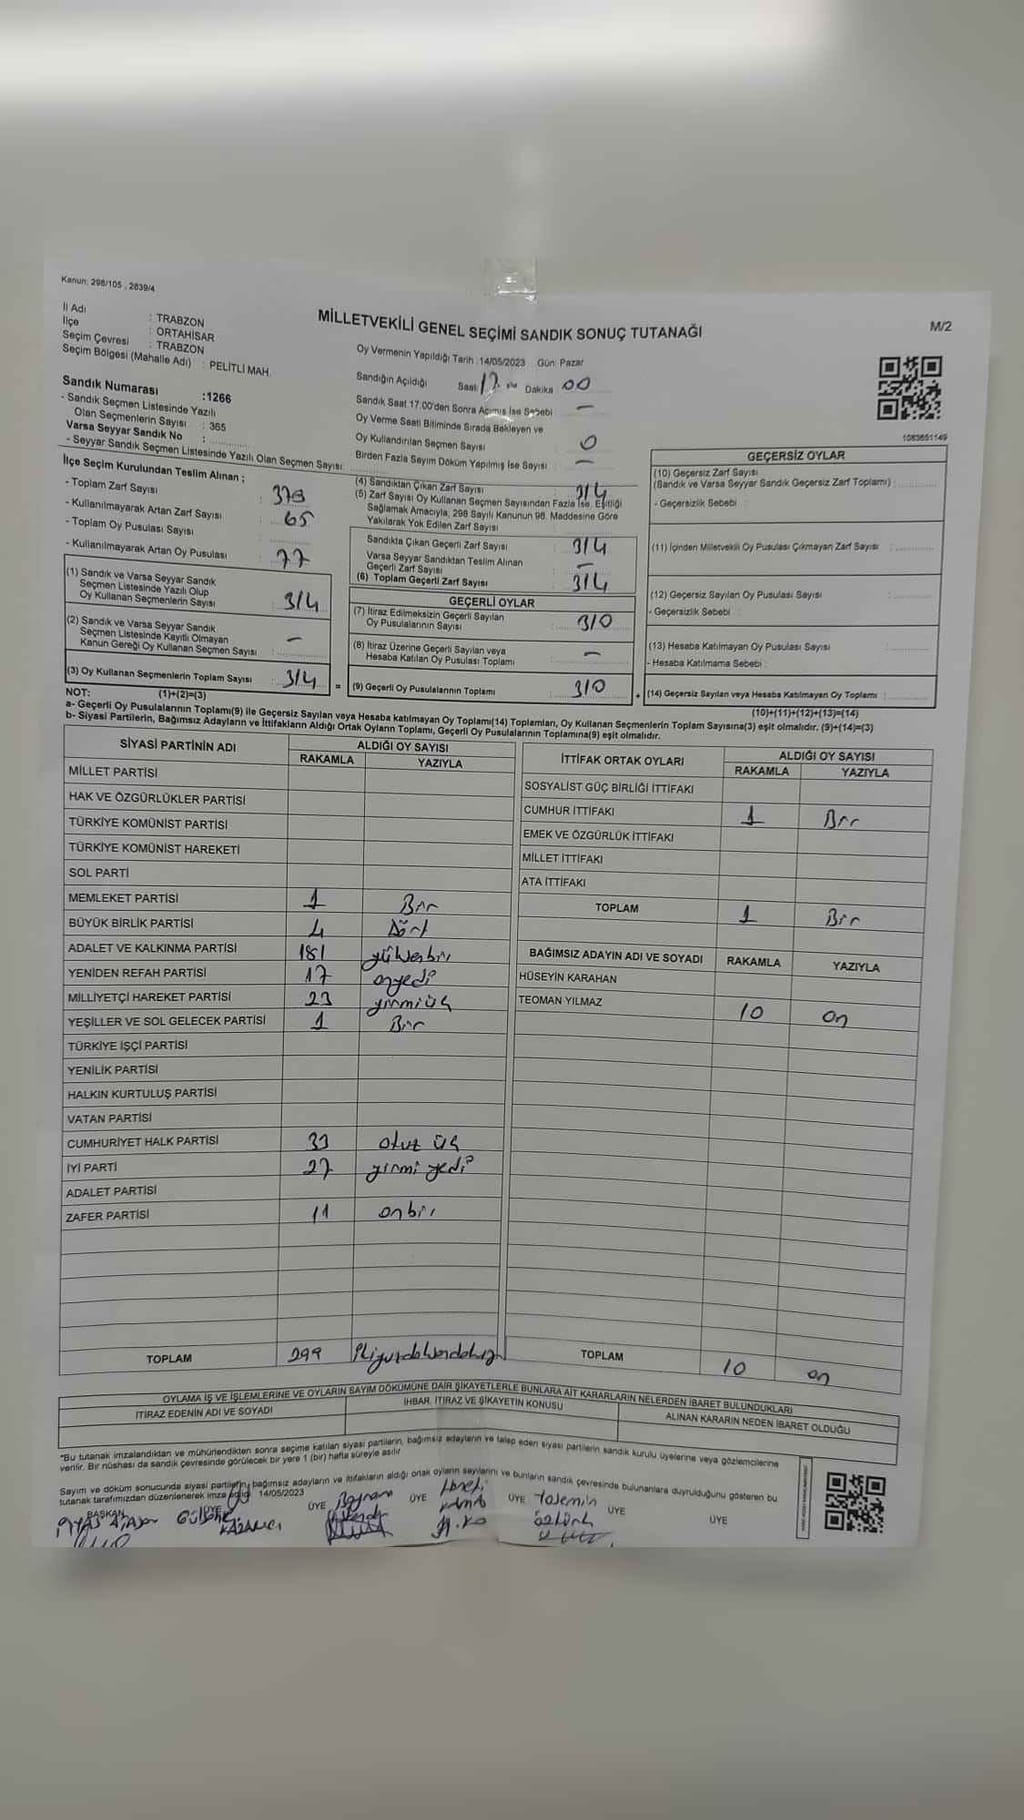 Kanun: 298/105 , 2839/4
İl Adı : TRABZON
İlçe : ORTAHİSAR
Seçim Çevresi : TRABZON
Seçim Bölgesi (Mahalle Adı) : PELİTLİ MAH.
MİLLETVEKİLİ GENEL SEÇİMİ SANDIK SONUÇ TUTANAĞI
M/2
Oy Vermenin Yapıldığı Tarih : 14/05/2023 Gün: Pazar
Sandığın Açıldığı Saat : 17 Dakika 00
Sandık Saat 17.00'den Sonra Açılmış İse Sebebi –
Oy Verme Saati Bitiminde Sırada Bekleyen ve
Oy Kullandırılan Seçmen Sayısı 0
Birden Fazla Sayım Döküm Yapılmış İse Sayısı –
1083651149
Sandık Numarası :1266
- Sandık Seçmen Listesinde Yazılı
Olan Seçmenlerin Sayısı : 365
Varsa Seyyar Sandık No :
- Seyyar Sandık Seçmen Listesinde Yazılı Olan Seçmen Sayısı :
İlçe Seçim Kurulundan Teslim Alınan ;
- Toplam Zarf Sayısı : 379
- Kullanılmayarak Artan Zarf Sayısı : 65
- Toplam Oy Pusulası Sayısı :
- Kullanılmayarak Artan Oy Pusulası : 77
(1) Sandık ve Varsa Seyyar Sandık
Seçmen Listesinde Yazılı Olup
Oy Kullanan Seçmenlerin Sayısı : 314
(2) Sandık ve Varsa Seyyar Sandık
Seçmen Listesinde Kayıtlı Olmayan
Kanun Gereği Oy Kullanan Seçmen Sayısı : –
(3) Oy Kullanan Seçmenlerin Toplam Sayısı : 314
(4) Sandıktan Çıkan Zarf Sayısı : 314
(5) Zarf Sayısı Oy Kullanan Seçmen Sayısından Fazla İse, Eşitliği
Sağlamak Amacıyla; 298 Sayılı Kanunun 98. Maddesine Göre
Yakılarak Yok Edilen Zarf Sayısı
Sandıkta Çıkan Geçerli Zarf Sayısı : 314
Varsa Seyyar Sandıktan Teslim Alınan
Geçerli Zarf Sayısı : –
(6) Toplam Geçerli Zarf Sayısı : 314
GEÇERLİ OYLAR
(7) İtiraz Edilmeksizin Geçerli Sayılan
Oy Pusulalarının Sayısı : 310
(8) İtiraz Üzerine Geçerli Sayılan veya
Hesaba Katılan Oy Pusulası Toplamı : –
= (9) Geçerli Oy Pusulalarının Toplamı : 310
GEÇERSİZ OYLAR
(10) Geçersiz Zarf Sayısı
(Sandık ve Varsa Seyyar Sandık Geçersiz Zarf Toplamı) :
- Geçersizlik Sebebi :
(11) İçinden Milletvekili Oy Pusulası Çıkmayan Zarf Sayısı :
(12) Geçersiz Sayılan Oy Pusulası Sayısı :
- Geçersizlik Sebebi :
(13) Hesaba Katılmayan Oy Pusulası Sayısı :
- Hesaba Katılmama Sebebi :
+ (14) Geçersiz Sayılan veya Hesaba Katılmayan Oy Toplamı :
NOT: (1)+(2)=(3)
(10)+(11)+(12)+(13)=(14)
a- Geçerli Oy Pusulalarının Toplamı(9) ile Geçersiz Sayılan veya Hesaba katılmayan Oy Toplamı(14) Toplamları, Oy Kullanan Seçmenlerin Toplam Sayısına(3) eşit olmalıdır. (9)+(14)=(3)
b- Siyasi Partilerin, Bağımsız Adayların ve İttifakların Aldığı Ortak Oyların Toplamı, Geçerli Oy Pusulalarının Toplamına(9) eşit olmalıdır.
SİYASİ PARTİNİN ADI ALDIĞI OY SAYISI
RAKAMLA YAZIYLA
MİLLET PARTİSİ
HAK VE ÖZGÜRLÜKLER PARTİSİ
TÜRKİYE KOMÜNİST PARTİSİ
TÜRKİYE KOMÜNİST HAREKETİ
SOL PARTİ
MEMLEKET PARTİSİ 1 Bir
BÜYÜK BİRLİK PARTİSİ 4 Dört
ADALET VE KALKINMA PARTİSİ 181 yüzseksenbir
YENİDEN REFAH PARTİSİ 17 onyedi
MİLLİYETÇİ HAREKET PARTİSİ 23 yirmiüç
YEŞİLLER VE SOL GELECEK PARTİSİ 1 Bir
TÜRKİYE İŞÇİ PARTİSİ
YENİLİK PARTİSİ
HALKIN KURTULUŞ PARTİSİ
VATAN PARTİSİ
CUMHURİYET HALK PARTİSİ 33 otuz üç
İYİ PARTİ 27 yirmi yedi
ADALET PARTİSİ
ZAFER PARTİSİ 11 onbir
TOPLAM 299
İTTİFAK ORTAK OYLARI ALDIĞI OY SAYISI
RAKAMLA YAZIYLA
SOSYALİST GÜÇ BİRLİĞİ İTTİFAKI
CUMHUR İTTİFAKI 1 Bir
EMEK VE ÖZGÜRLÜK İTTİFAKI
MİLLET İTTİFAKI
ATA İTTİFAKI
TOPLAM 1 Bir
BAĞIMSIZ ADAYIN ADI VE SOYADI RAKAMLA YAZIYLA
HÜSEYİN KARAHAN
TEOMAN YILMAZ 10 on
TOPLAM 10 on
OYLAMA İŞ VE İŞLEMLERİNE VE OYLARIN SAYIM DÖKÜMÜNE DAİR ŞİKAYETLERLE BUNLARA AİT KARARLARIN NELERDEN İBARET BULUNDUKLARI
İTİRAZ EDENİN ADI VE SOYADI İHBAR, İTİRAZ VE ŞİKAYETİN KONUSU ALINAN KARARIN NEDEN İBARET OLDUĞU
*Bu tutanak imzalandıktan ve mühürlendikten sonra seçime katılan siyasi partilerin, bağımsız adayların ve talep eden siyasi partilerin sandık kurulu üyelerine veya gözlemcilerine
verilir. Bir nüshası da sandık çevresinde görülecek bir yere 1 (bir) hafta süreyle asılır
Sayım ve döküm sonucunda siyasi partilerin, bağımsız adayların ve ittifakların aldığı ortak oyların sayılarını ve bunların sandık çevresinde bulunanlara duyrulduğunu gösteren bu
tutanak tarafımızdan düzenlenerek imza edildi. 14/05/2023
BAŞKAN ÜYE ÜYE Bayram ÜYE ÜYE Yasemin ÜYE ÜYE
KAZANCI öztürk